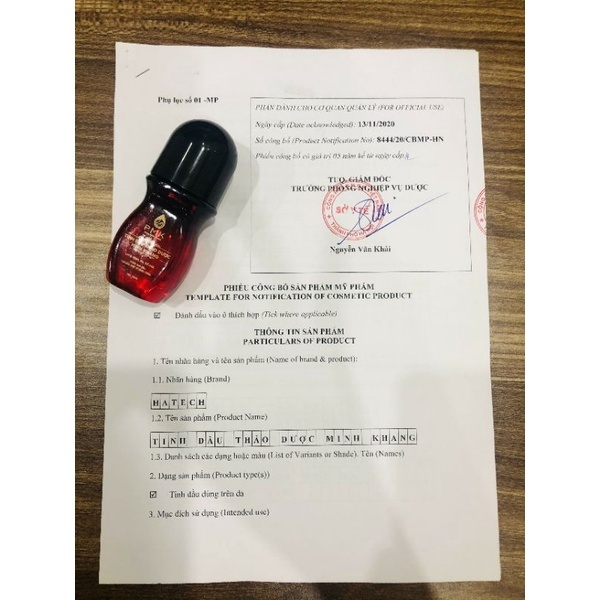 Phụ lục số 01 -MP
PHẦN DÀNH CHO CƠ QUAN QUẢN LÝ (FOR OFFICIAL USE)
Ngày cấp (Date acknowledged): 13/11/2020
Số công bố (Product Notification No): 8444/20/CBMP-HN
Phiếu công bố có giá trị 05 năm kể từ ngày cấp
TUQ. GIÁM ĐỐC
TRƯỞNG PHÒNG NGHIỆP VỤ DƯỢC
SỞ Y TẾ
Nguyễn Văn Khải
PMK
PHIẾU CÔNG BỐ SẢN PHẨM MỸ PHẨM
TEMPLATE FOR NOTIFICATION OF COSMETIC PRODUCT
☑ Đánh dấu vào ô thích hợp (Tick where applicable)
THÔNG TIN SẢN PHẨM
PARTICULARS OF PRODUCT
1. Tên nhãn hàng và tên sản phẩm (Name of brand & product):
1.1. Nhãn hàng (Brand)
HATECH
1.2. Tên sản phẩm (Product Name)
TINH DẦU THẢO DƯỢC MINH KHANG
1.3. Danh sách các dạng hoặc màu (List of Variants or Shade). Tên (Names)
2. Dạng sản phẩm (Product type(s))
☑ Tinh dầu dùng trên da
3. Mục đích sử dụng (Intended use)